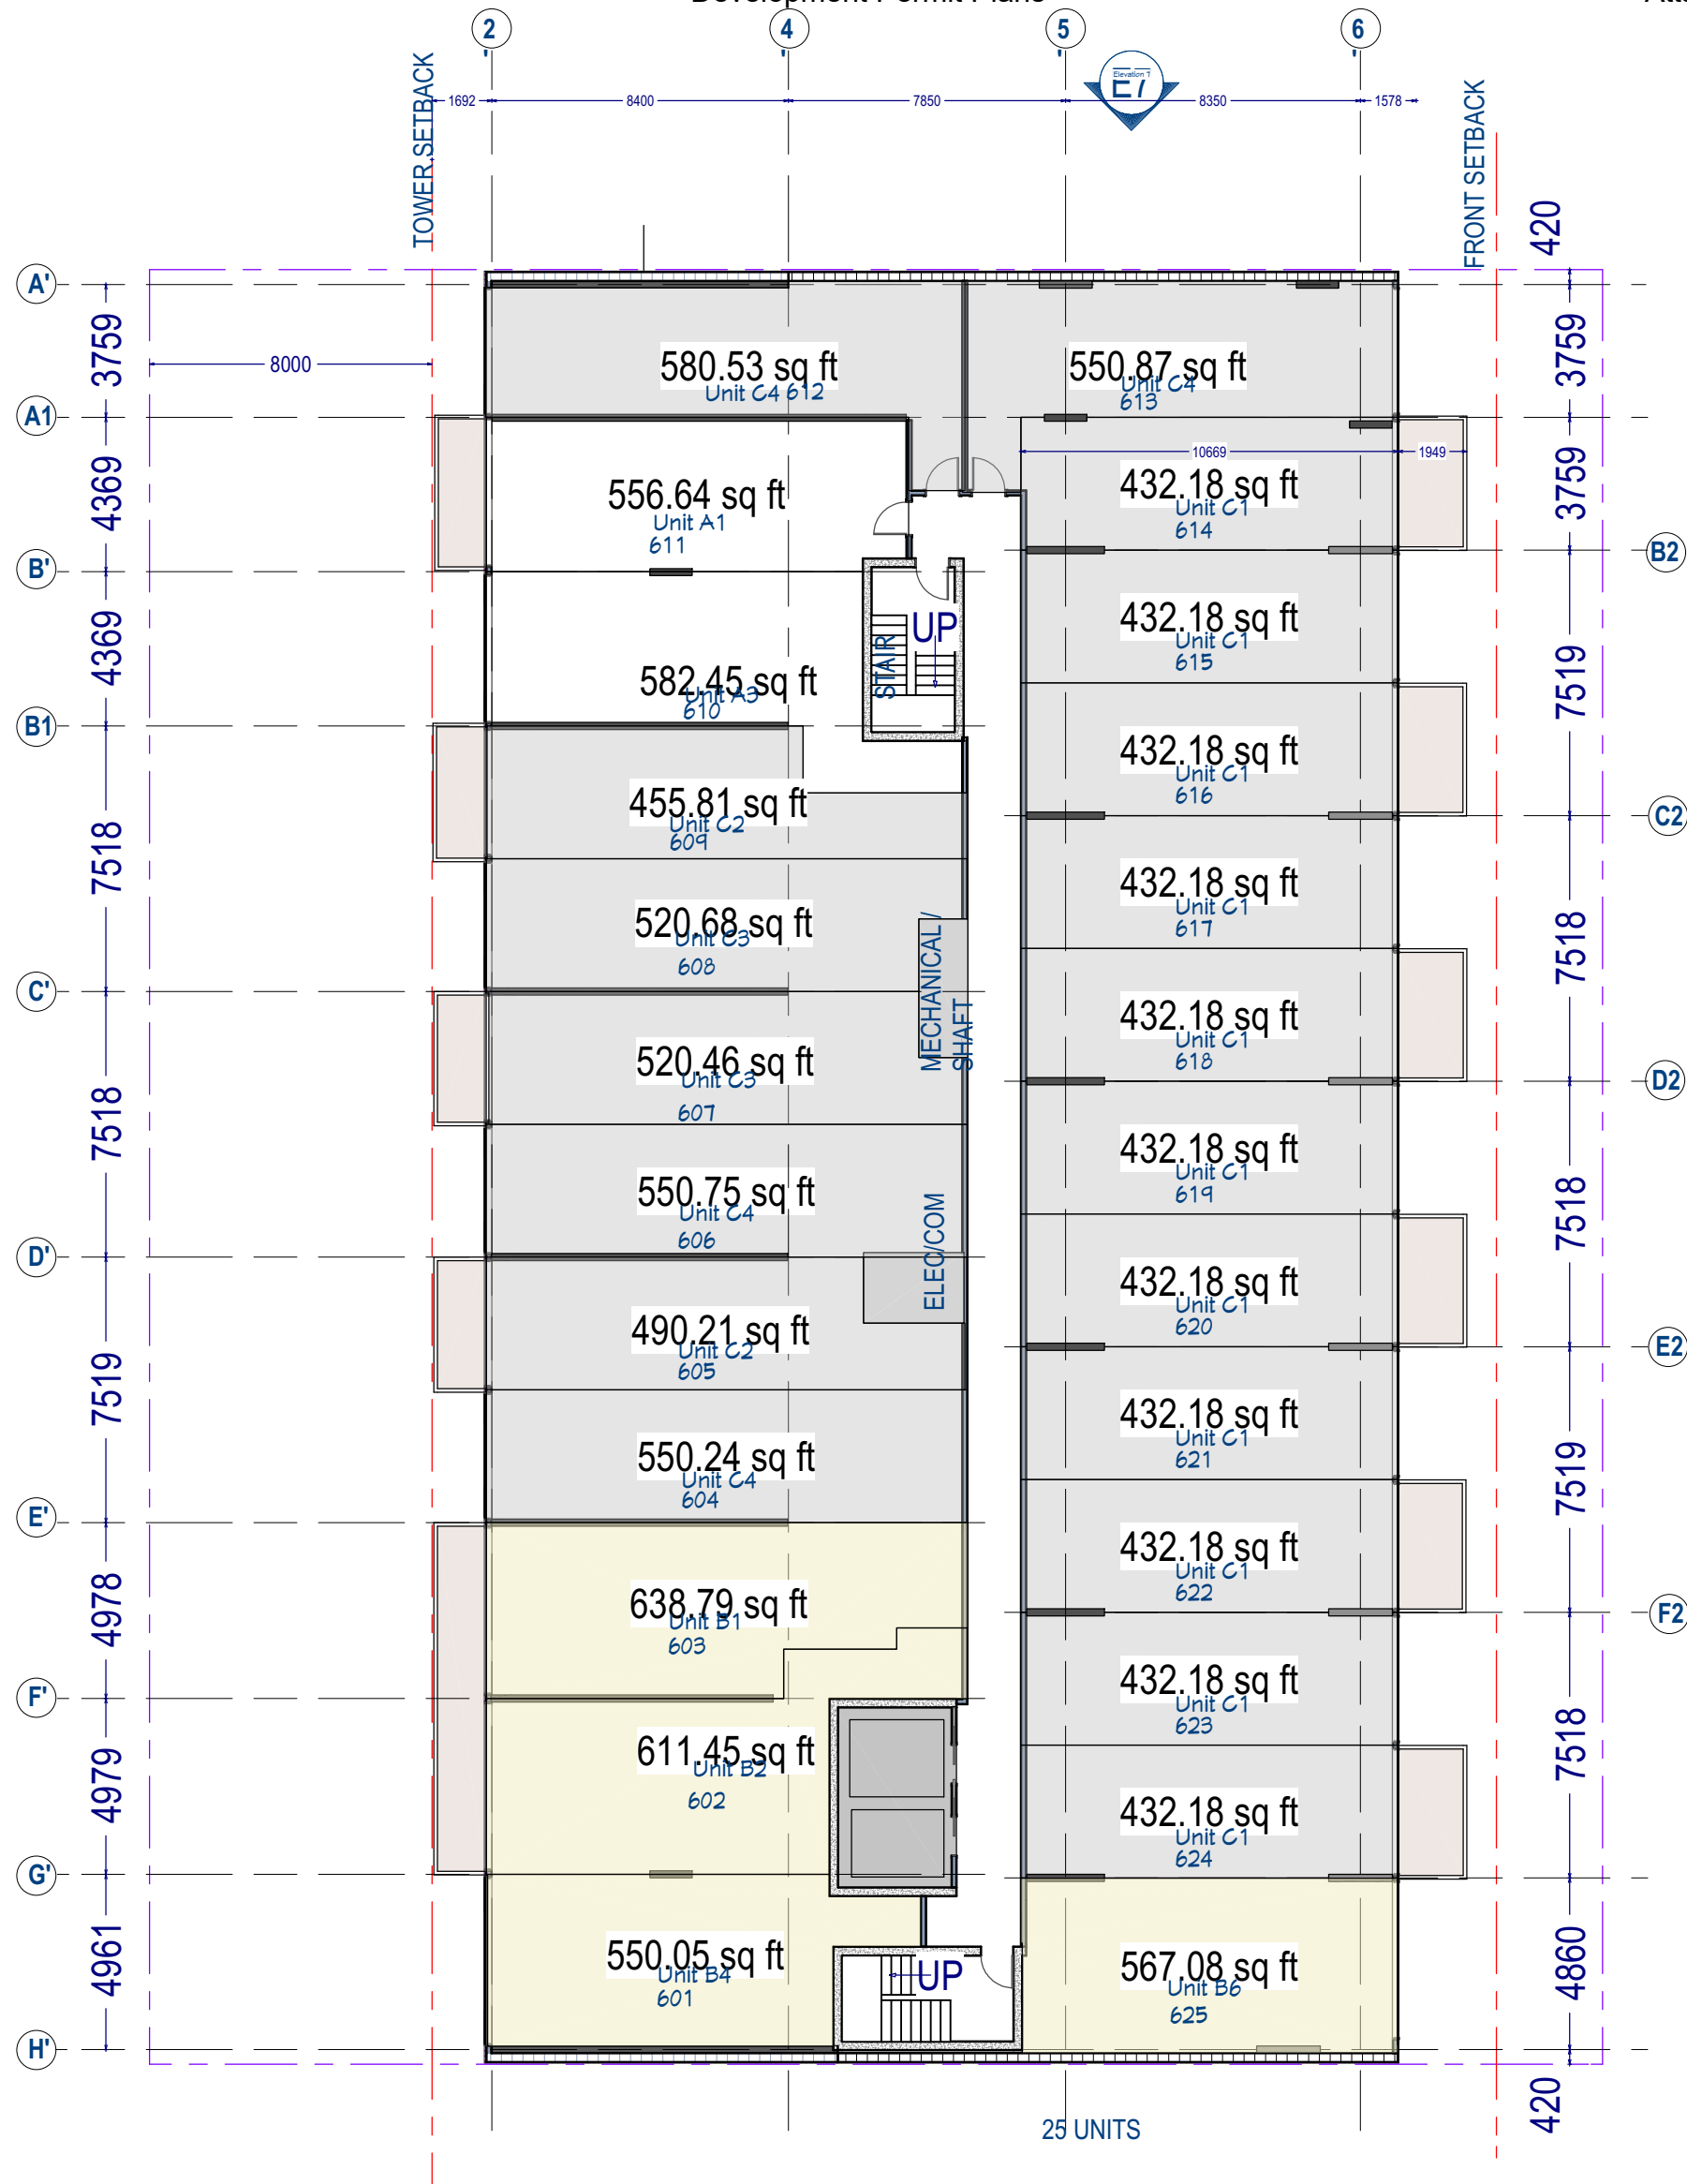 Development Permit Plans
2
4
5
6
Elevation 7
E7
TOWER SETBACK
FRONT SETBACK
1692
8400
7850
8350
1578
420
A'
3759
8000
580.53 sq ft
Unit C4 612
550.87 sq ft
Unit C4
613
3759
A1
4369
556.64 sq ft
Unit A1
611
10669
1949
432.18 sq ft
Unit C1
614
3759
B'
B2
4369
582.45 sq ft
Unit A3
610
STAIR
UP
432.18 sq ft
Unit C1
615
7519
B1
432.18 sq ft
Unit C1
616
455.81 sq ft
Unit C2
609
C2
7518
520.68 sq ft
Unit C3
608
MECHANICAL /
SHAFT
432.18 sq ft
Unit C1
617
7518
C'
432.18 sq ft
Unit C1
618
520.46 sq ft
Unit C3
607
D2
7518
432.18 sq ft
Unit C1
619
550.75 sq ft
Unit C4
606
ELEC/COM
7518
D'
432.18 sq ft
Unit C1
620
490.21 sq ft
Unit C2
605
E2
7519
432.18 sq ft
Unit C1
621
550.24 sq ft
Unit C4
604
7519
E'
432.18 sq ft
Unit C1
622
4978
638.79 sq ft
Unit B1
603
F2
F'
432.18 sq ft
Unit C1
623
4979
611.45 sq ft
Unit B2
602
7518
432.18 sq ft
Unit C1
624
G'
4961
550.05 sq ft
Unit B4
601
UP
567.08 sq ft
Unit B6
625
4860
H'
420
25 UNITS